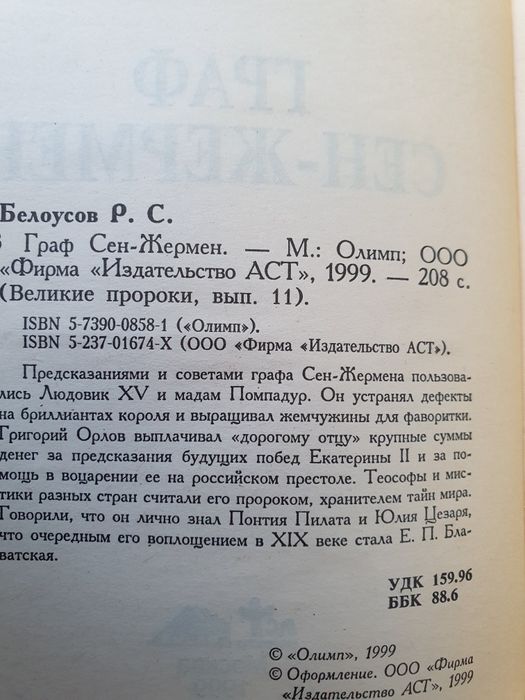 Белоусов Р. С.
Граф Сен-Жермен. — М.: Олимп; ООО
«Фирма «Издательство АСТ», 1999. — 208 с.
(Великие пророки, вып. 11).
ISBN 5-7390-0858-1 («Олимп»).
ISBN 5-237-01674-X (ООО «Фирма «Издательство АСТ»).
Предсказаниями и советами графа Сен-Жермена пользова-
лись Людовик XV и мадам Помпадур. Он устранял дефекты
на бриллиантах короля и выращивал жемчужины для фаворитки.
Григорий Орлов выплачивал «дорогому отцу» крупные суммы
денег за предсказания будущих побед Екатерины II и за по-
мощь в воцарении ее на российском престоле. Теософы и мис-
тики разных стран считали его пророком, хранителем тайн мира.
Говорили, что он лично знал Понтия Пилата и Юлия Цезаря,
что очередным его воплощением в XIX веке стала Е. П. Бла-
ватская.
УДК 159.96
ББК 88.6
© «Олимп», 1999
© Оформление. ООО «Фирма
«Издательство АСТ», 1999
ГРАФ
СЕН-ЖЕРМЕН